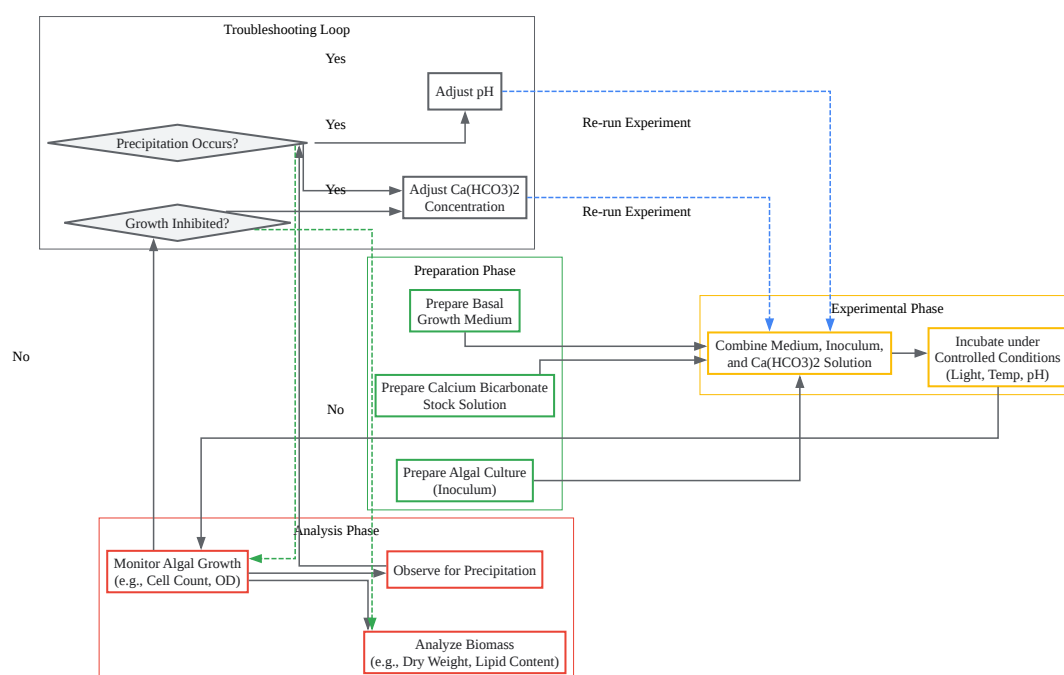 Troubleshooting Loop
Yes
Adjust pH
Yes
Re-run Experiment
Precipitation Occurs?
Yes
Adjust Ca(HCO3)2
Concentration
Re-run Experiment
Growth Inhibited?
Preparation Phase
Prepare Basal
Growth Medium
Experimental Phase
Combine Medium, Inoculum,
and Ca(HCO3)2 Solution
Incubate under
Controlled Conditions
(Light, Temp, pH)
No
Prepare Calcium Bicarbonate
Stock Solution
No
Prepare Algal Culture
(Inoculum)
Analysis Phase
Monitor Algal Growth
(e.g., Cell Count, OD)
Observe for Precipitation
Analyze Biomass
(e.g., Dry Weight, Lipid Content)